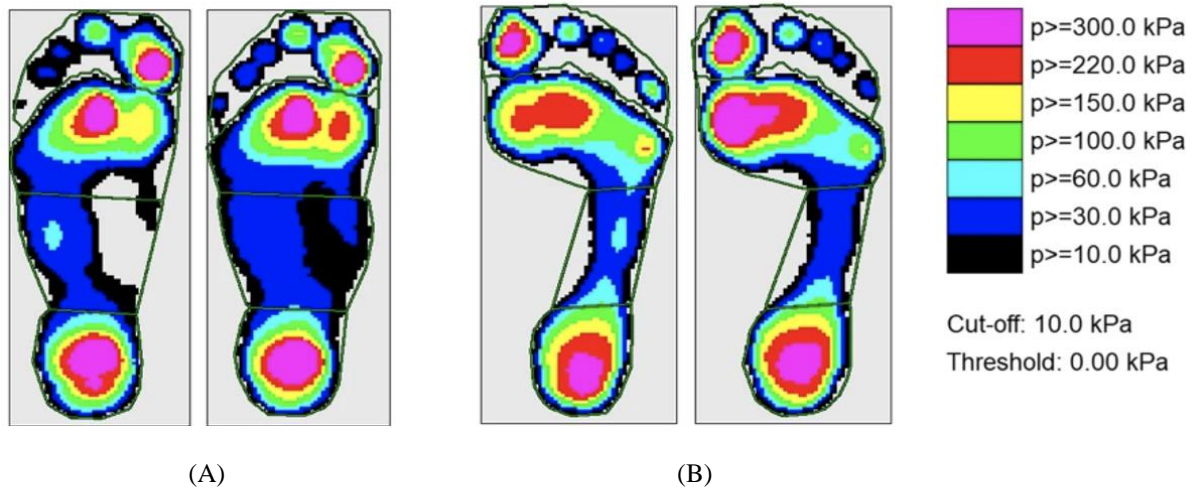 p>=300.0 kPa
p>=220.0 kPa
p>=150.0 kPa
p>=100.0 kPa
p>=60.0 kPa
p>=30.0 kPa
p>=10.0 kPa
Cut-off: 10.0 kPa
Threshold: 0.00 kPa
(A)
(B)